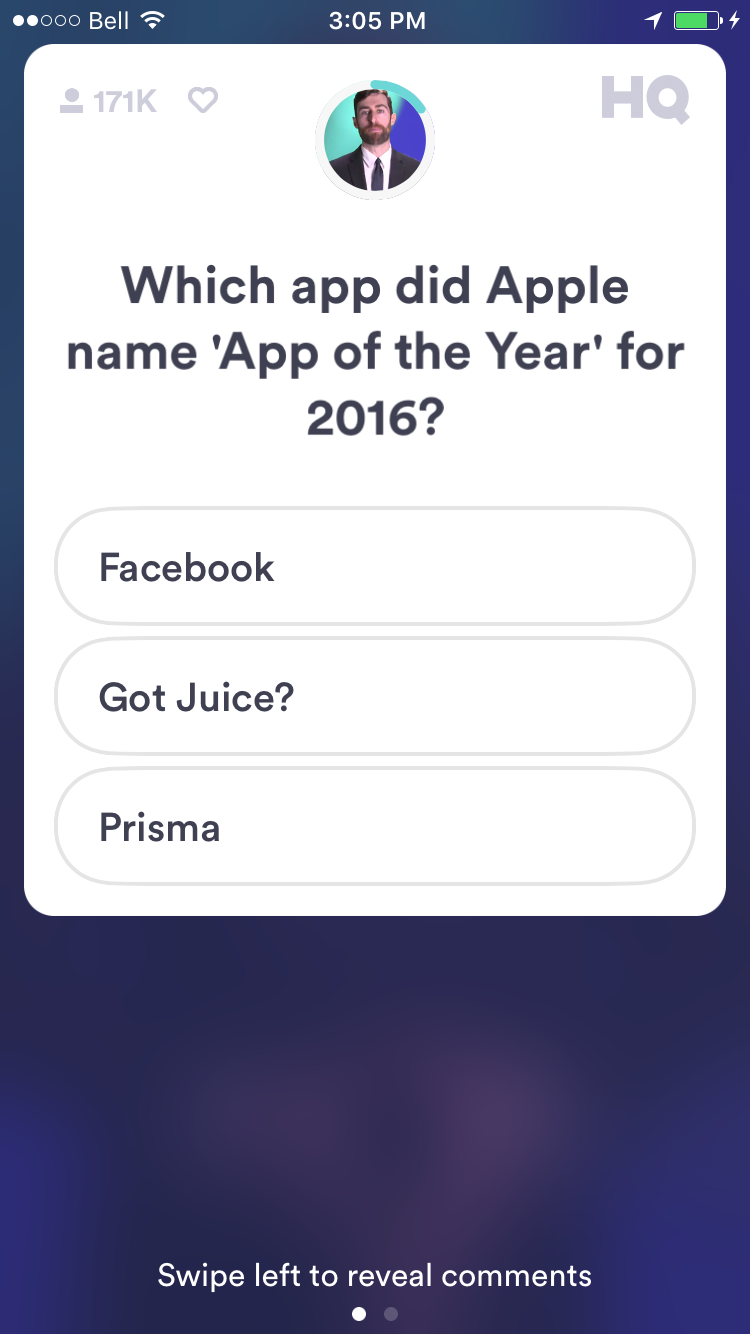 Bell 3:05 PM
171K HQ
Which app did Apple
name 'App of the Year' for
2016?
Facebook
Got Juice?
Prisma
Swipe left to reveal comments